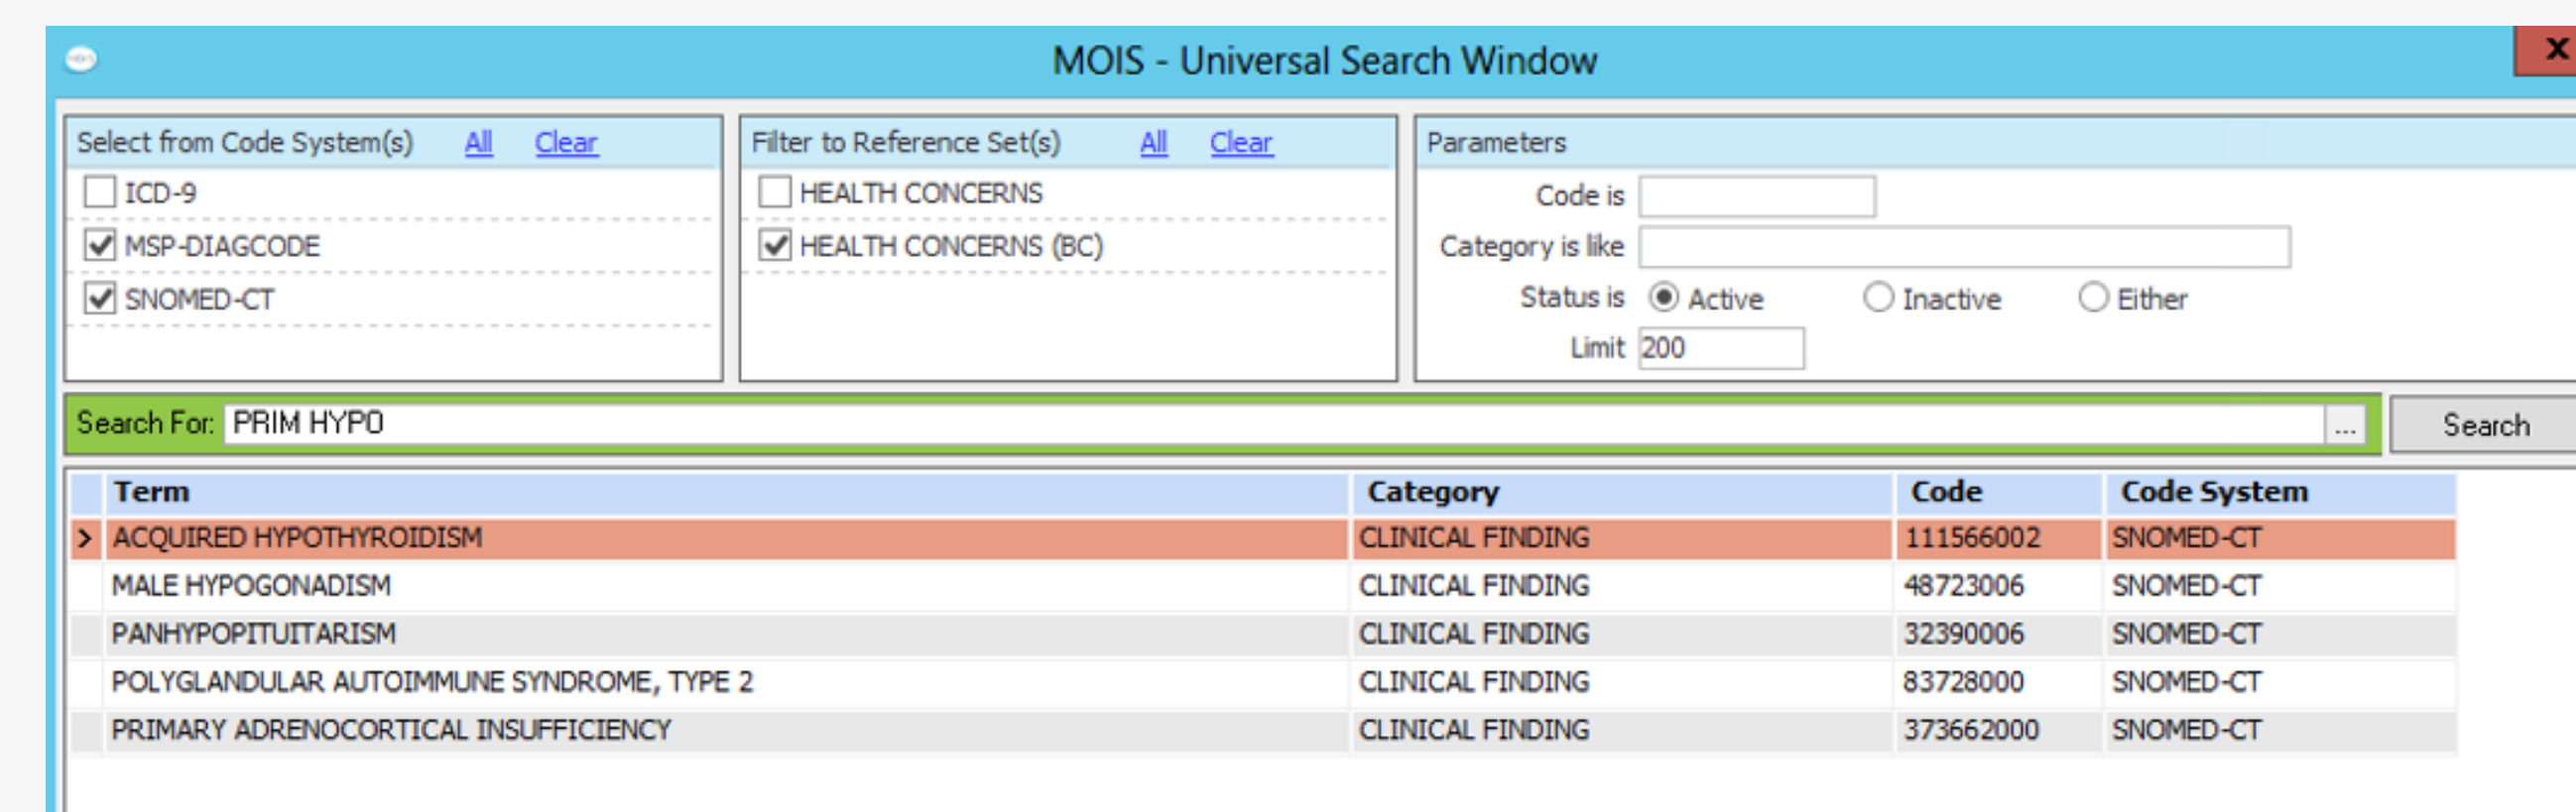 MOIS - Universal Search Window
X
Select from Code System(s) All Clear
ICD-9
MSP-DIAGCODE
SNOMED-CT
Filter to Reference Set(s) All Clear
HEALTH CONCERNS
HEALTH CONCERNS (BC)
Parameters
Code is
Category is like
Status is Active Inactive Either
Limit 200
Search For: PRIM HYPO ... Search
Term Category Code Code System
> ACQUIRED HYPOTHYROIDISM CLINICAL FINDING 111566002 SNOMED-CT
MALE HYPOGONADISM CLINICAL FINDING 48723006 SNOMED-CT
PANHYPOPITUITARISM CLINICAL FINDING 32390006 SNOMED-CT
POLYGLANDULAR AUTOIMMUNE SYNDROME, TYPE 2 CLINICAL FINDING 83728000 SNOMED-CT
PRIMARY ADRENOCORTICAL INSUFFICIENCY CLINICAL FINDING 373662000 SNOMED-CT